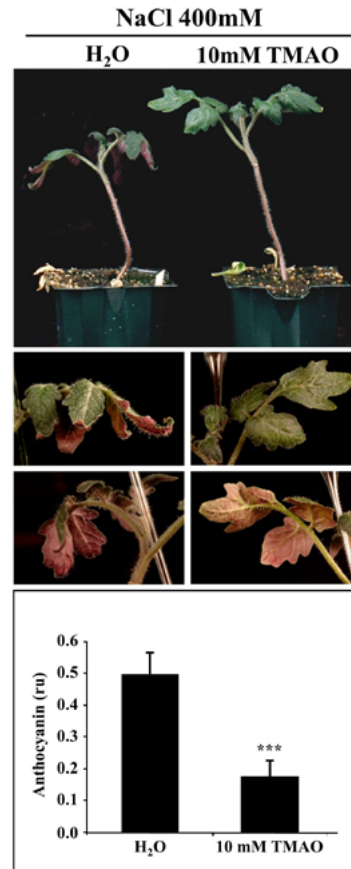 NaCl 400mM
H₂O 10mM TMAO
Anthocyanin (ru)
0.6
0.5
0.4
0.3
0.2
0.1
0.0
***
H₂O 10 mM TMAO